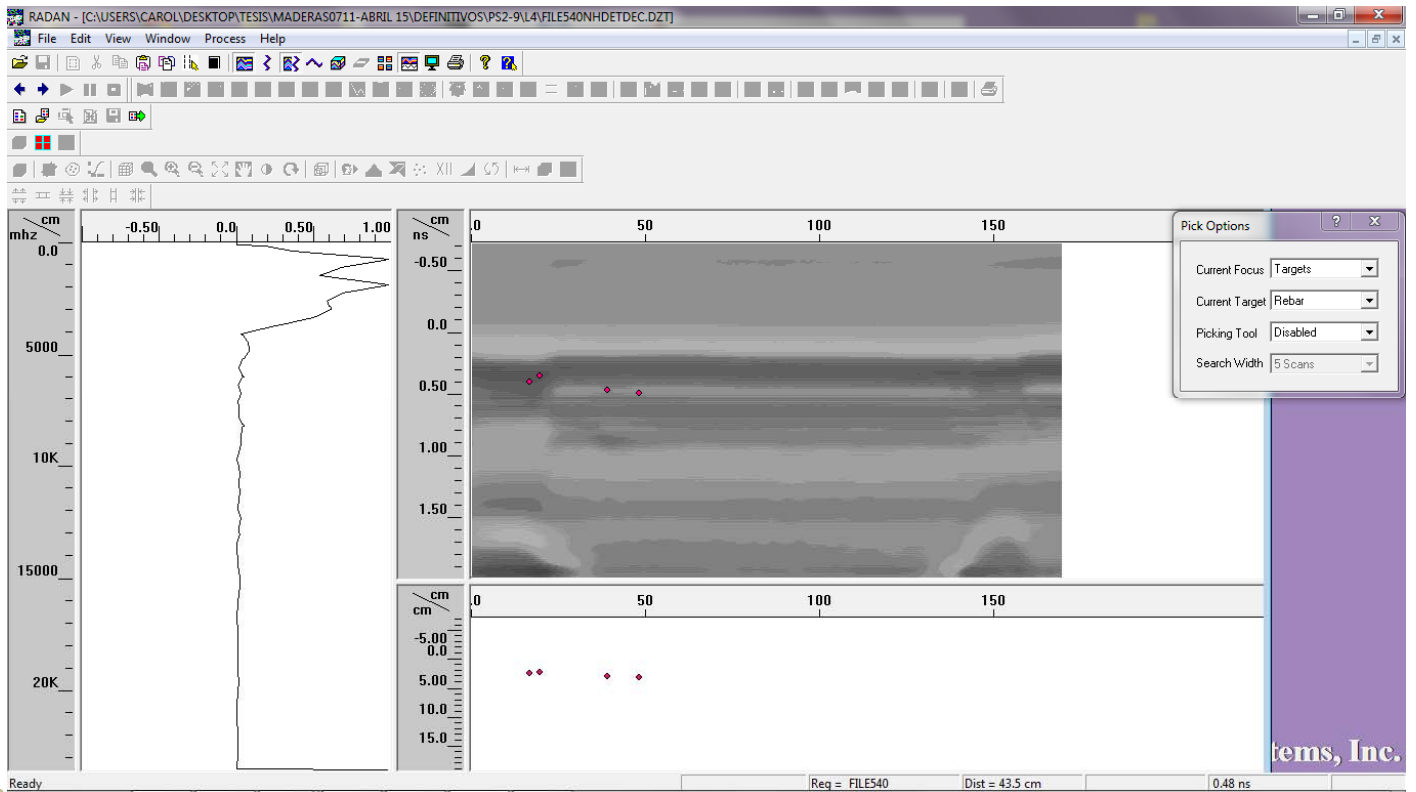 RADAN - [C:\USERS\CAROL\DESKTOP\TESIS\MADERAS0711-ABRIL 15\DEFINITIVOS\PS2-9\L4\FILE540NHDETDEC.DZT]
File Edit View Window Process Help
XII
cm
mhz
-0.50 0.0 0.50 1.00
0.0
5000
10K
15000
20K
cm
ns
.0 50 100 150
-0.50
0.0
0.50
1.00
1.50
Pick Options
Current Focus Targets
Current Target Rebar
Picking Tool Disabled
Search Width 5 Scans
cm
cm
.0 50 100 150
-5.00
0.0
5.00
10.0
15.0
tems, Inc.
Ready Reg = FILE540 Dist = 43.5 cm 0.48 ns